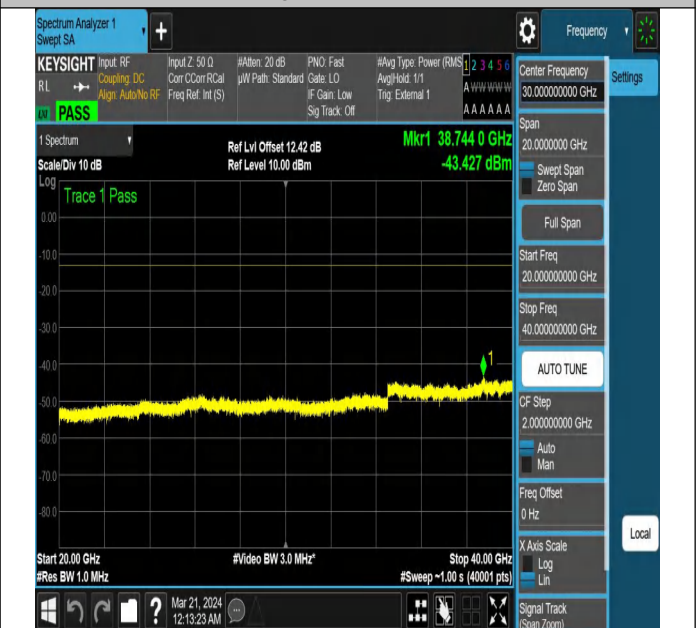 Spectrum Analyzer 1
Swept SA
+
Frequency
KEYSIGHT
RL
PASS
Input: RF
Coupling: DC
Align: Auto/No RF
Input Z: 50 Ω
Corr CCorr RCal
Freq Ref: Int (S)
#Atten: 20 dB
µW Path: Standard
PNO: Fast
Gate: LO
IF Gain: Low
Sig Track: Off
#Avg Type: Power (RMS
Avg|Hold: 1/1
Trig: External 1
1 2 3 4 5 6
A W W W W W
A A A A A A
1 Spectrum
Scale/Div 10 dB
Log
Ref Lvl Offset 12.42 dB
Ref Level 10.00 dBm
Mkr1 38.744 0 GHz
-43.427 dBm
Trace 1 Pass
0.00
-10.0
-20.0
-30.0
-40.0
-50.0
-60.0
-70.0
-80.0
1
Start 20.00 GHz
#Res BW 1.0 MHz
#Video BW 3.0 MHz*
Stop 40.00 GHz
#Sweep ~1.00 s (40001 pts)
?
Mar 21, 2024
12:13:23 AM
Center Frequency
30.000000000 GHz
Settings
Span
20.0000000 GHz
Swept Span
Zero Span
Full Span
Start Freq
20.000000000 GHz
Stop Freq
40.000000000 GHz
AUTO TUNE
CF Step
2.000000000 GHz
Auto
Man
Freq Offset
0 Hz
Local
X Axis Scale
Log
Lin
Signal Track
(Span Zoom)